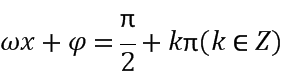 ωx + φ = π/2 + kπ(k ∈ Z)